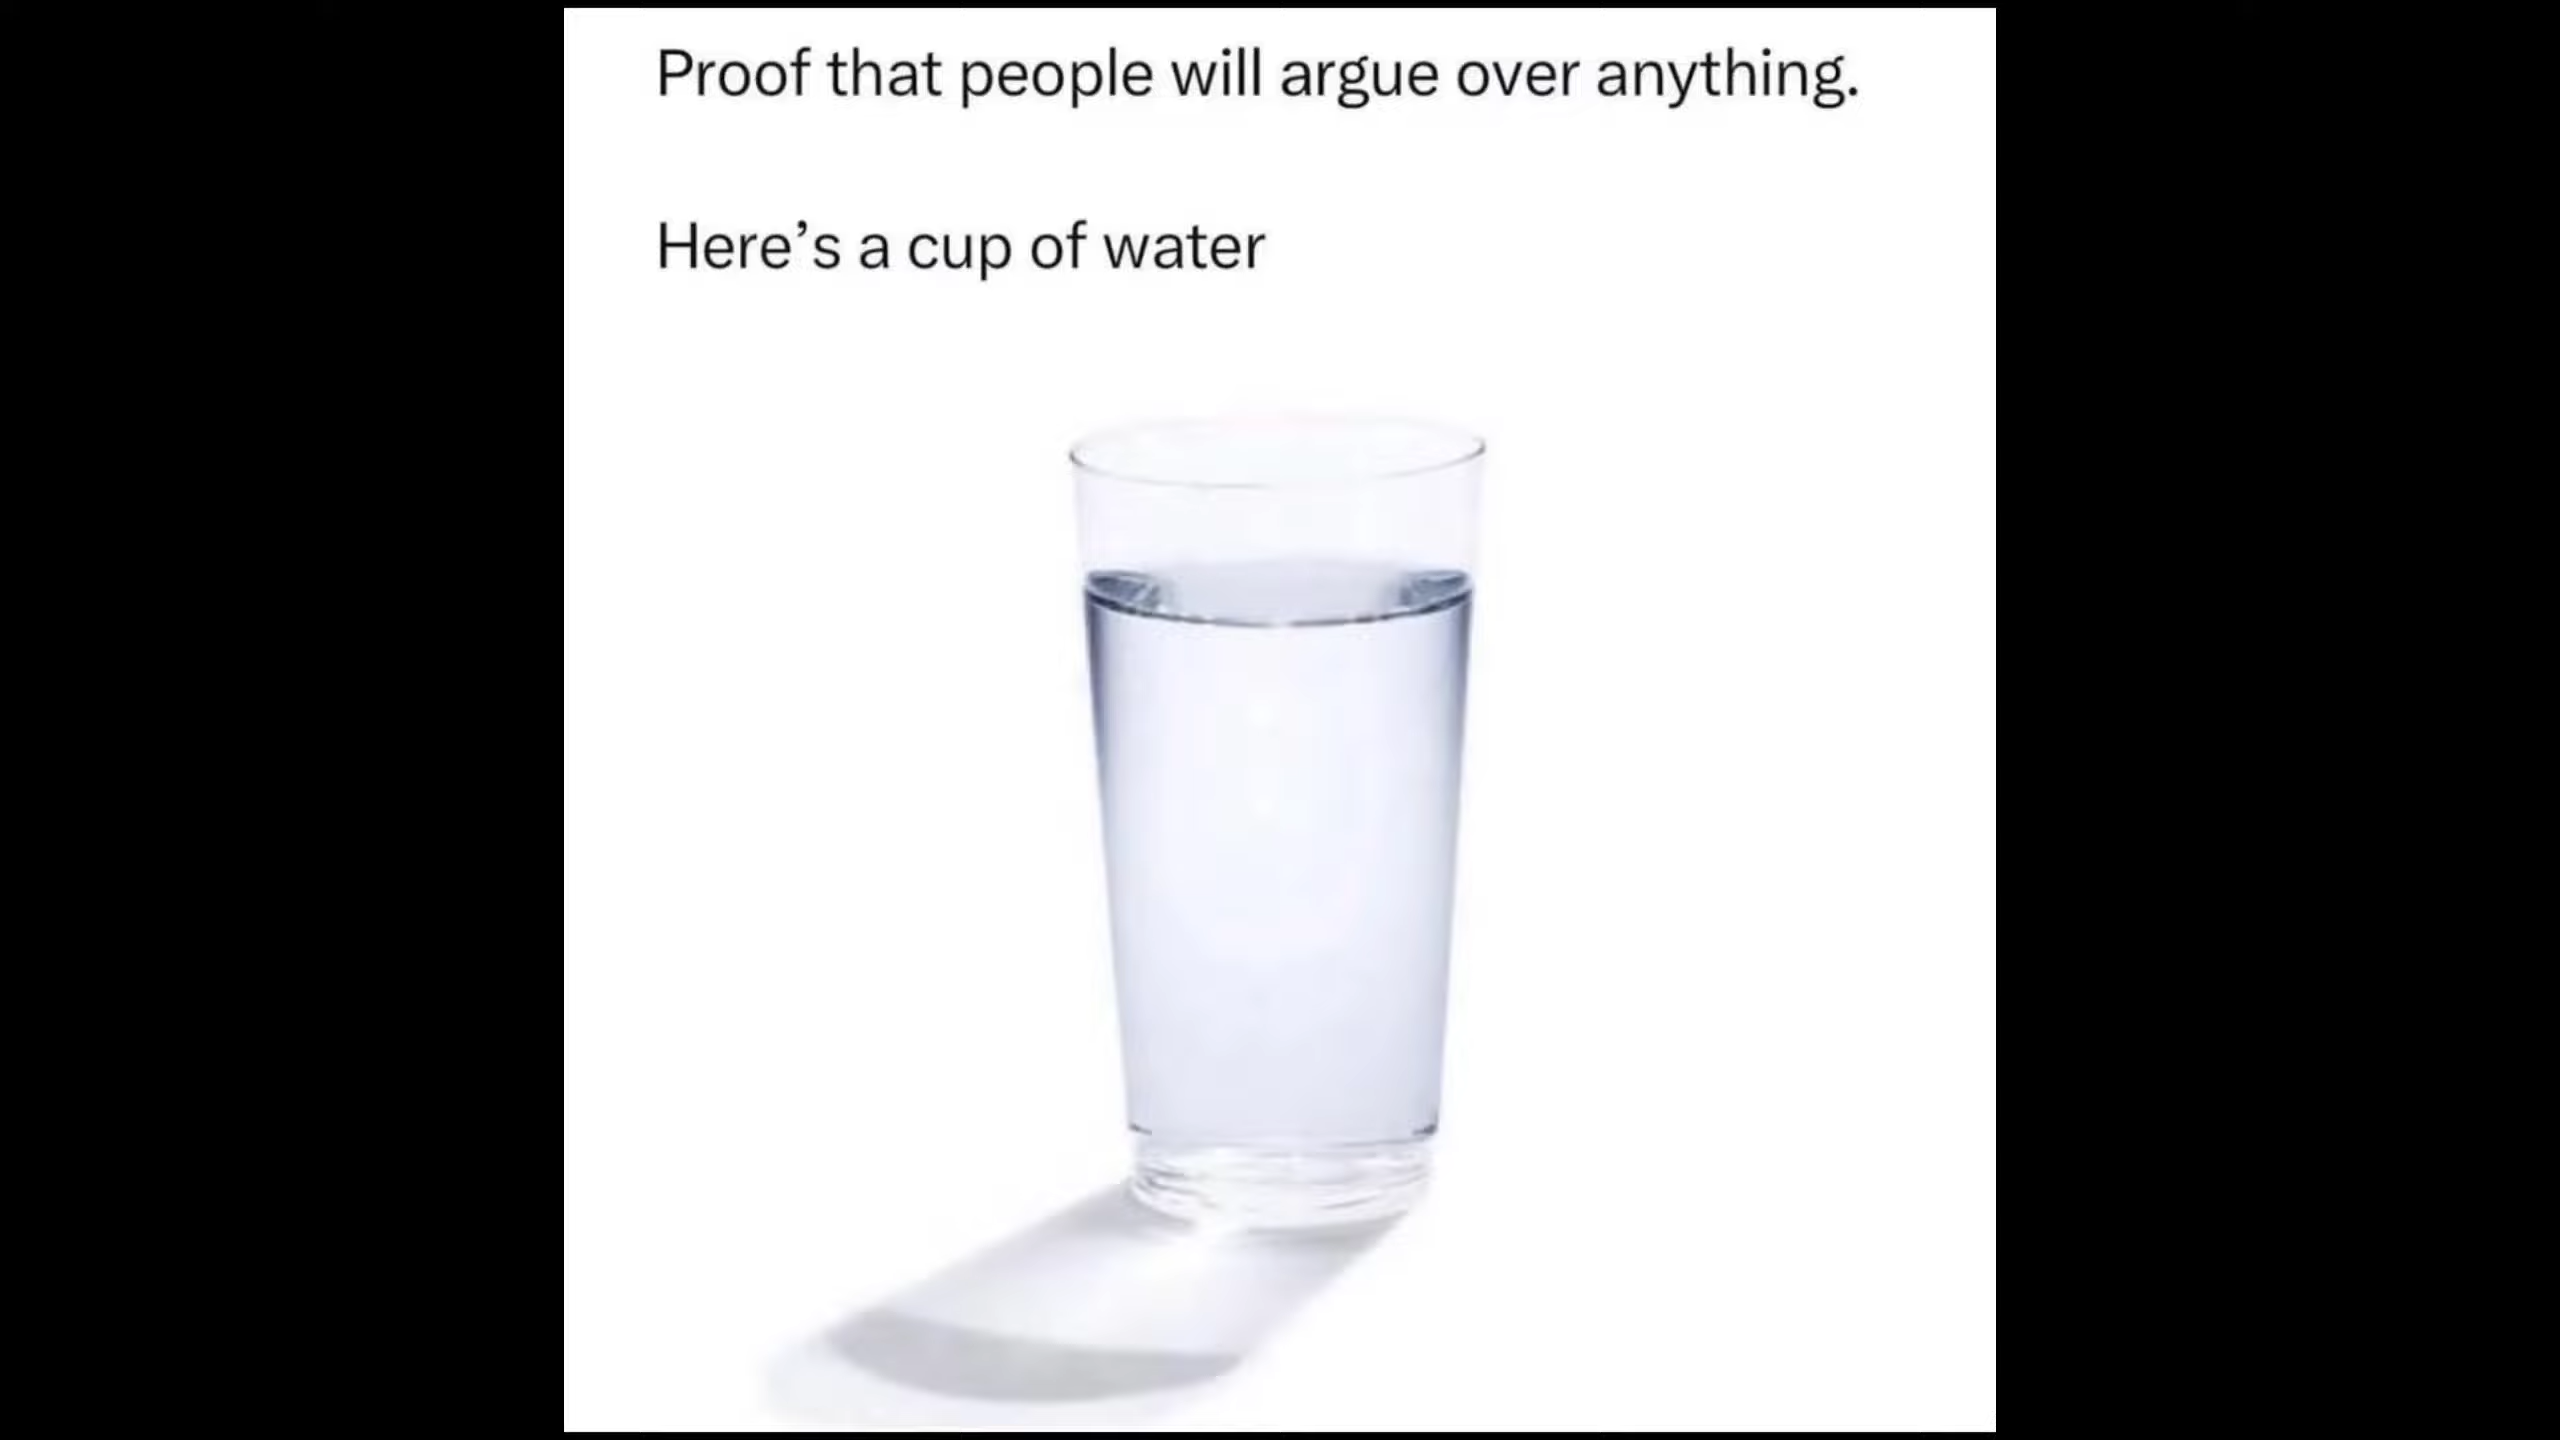 Proof that people will argue over anything.
Here’s a cup of water